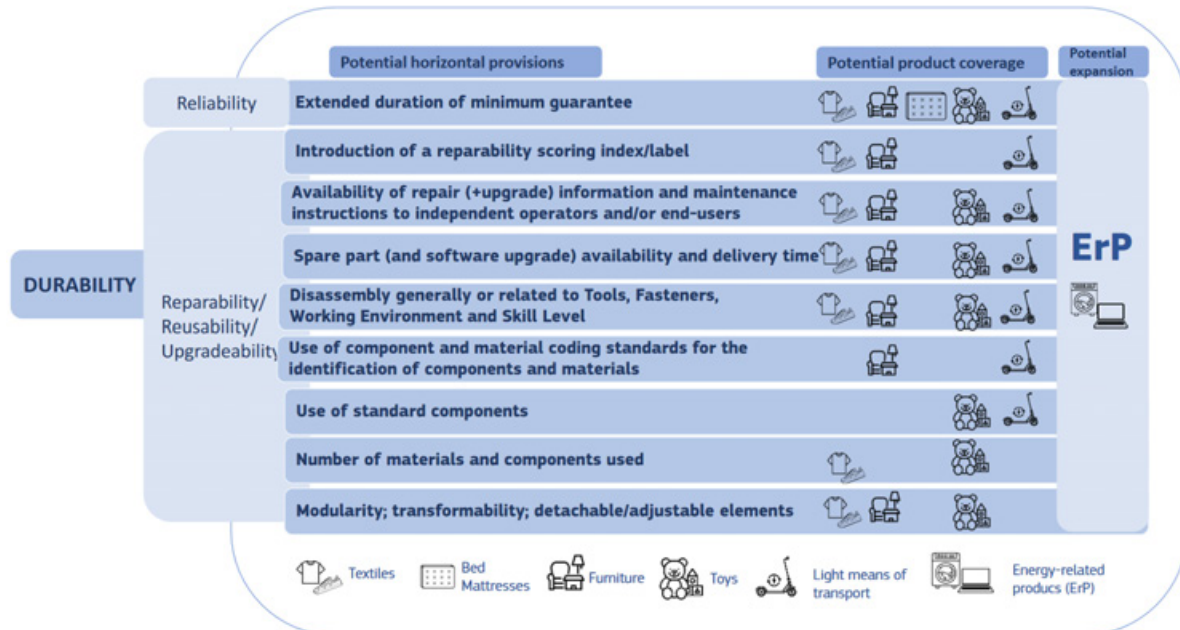 Potential horizontal provisions
Potential product coverage
Potential
expansion
Reliability
Extended duration of minimum guarantee
Introduction of a reparability scoring index/label
Availability of repair (+upgrade) information and maintenance
instructions to independent operators and/or end-users
Spare part (and software upgrade) availability and delivery time
ErP
DURABILITY
Reparability/
Reusability/
Upgradeability
Disassembly generally or related to Tools, Fasteners,
Working Environment and Skill Level
Use of component and material coding standards for the
identification of components and materials
Use of standard components
Number of materials and components used
Modularity; transformability; detachable/adjustable elements
Textiles
Bed
Mattresses
Furniture
Toys
Light means of
transport
Energy-related
producs (ErP)